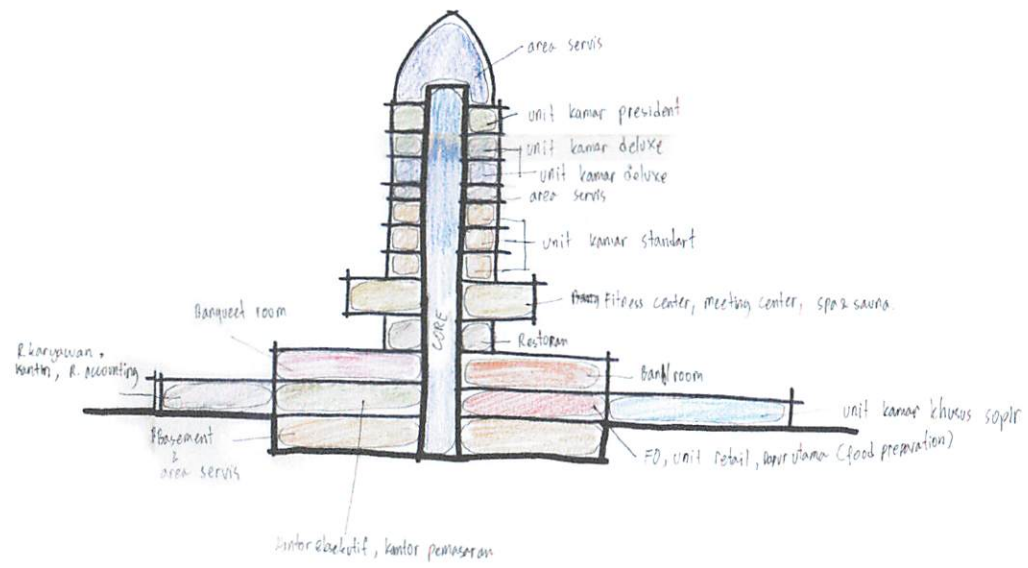 area servis
unit kamar president
unit kamar deluxe
unit kamar deluxe
area servis
unit kamar standart
Fitness center, meeting center, spa & sauna
Banqueet room
CORE
Restoran
R.karyawan,
kantin, R. accounting
room
unit kamar khusus sopir
Basement
&
area servis
FO, unit retail, Dapur utama (food preparation)
kantor eksekutif, kantor pemasaran